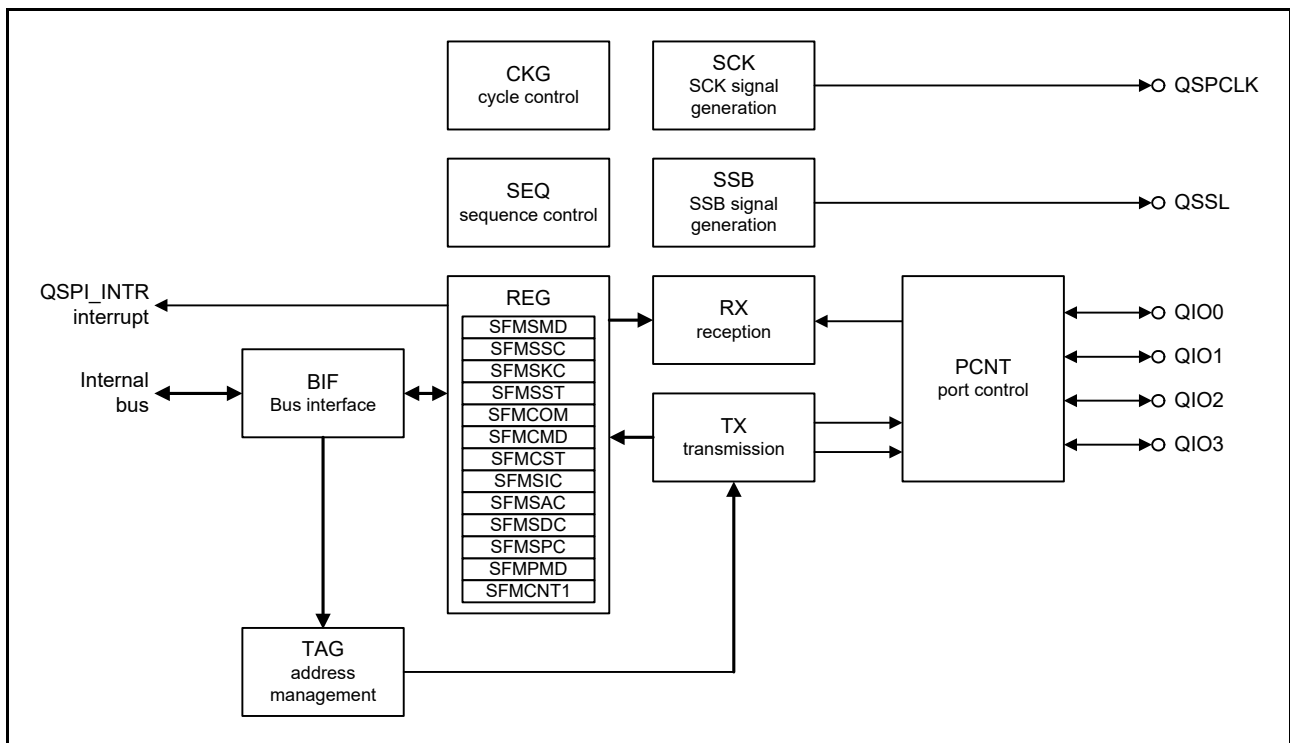 CKG
cycle control
SCK
SCK signal
generation
QSPCLK
SEQ
sequence control
SSB
SSB signal
generation
QSSL
QSPI_INTR
interrupt
REG
SFMSMD
SFMSSC
SFMSKC
SFMSST
SFMCOM
SFMCMD
SFMCST
SFMSIC
SFMSAC
SFMSDC
SFMSPC
SFMPMD
SFMCNT1
RX
reception
PCNT
port control
QIO0
QIO1
QIO2
QIO3
Internal
bus
BIF
Bus interface
TX
transmission
TAG
address
management